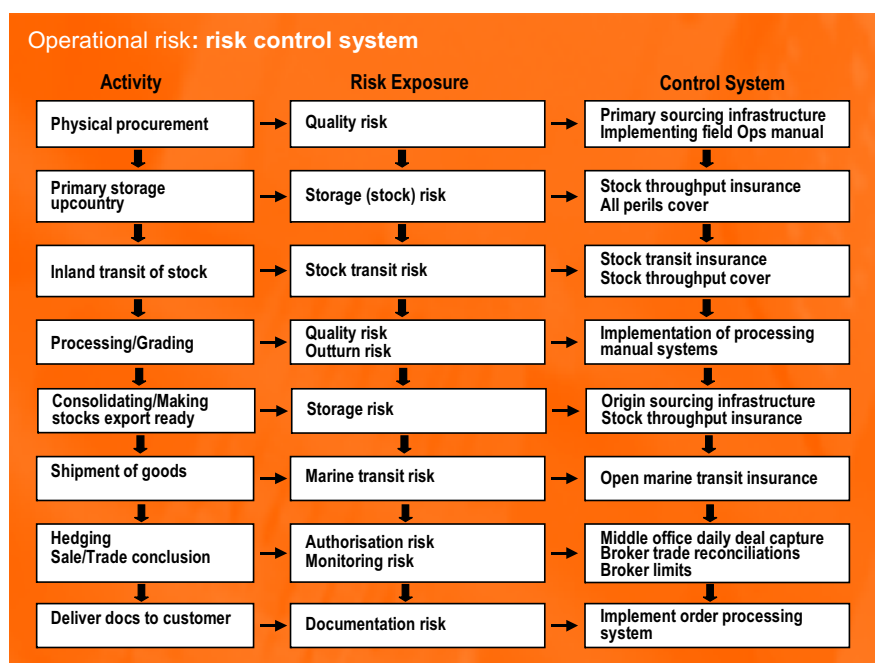 Operational risk: risk control system
Activity
Risk Exposure
Control System
Physical procurement
Quality risk
Primary sourcing infrastructure
Implementing field Ops manual
Primary storage
upcountry
Storage (stock) risk
Stock throughput insurance
All perils cover
Inland transit of stock
Stock transit risk
Stock transit insurance
Stock throughput cover
Processing/Grading
Quality risk
Outturn risk
Implementation of processing
manual systems
Consolidating/Making
stocks export ready
Storage risk
Origin sourcing infrastructure
Stock throughput insurance
Shipment of goods
Marine transit risk
Open marine transit insurance
Hedging
Sale/Trade conclusion
Authorisation risk
Monitoring risk
Middle office daily deal capture
Broker trade reconciliations
Broker limits
Deliver docs to customer
Documentation risk
Implement order processing
system